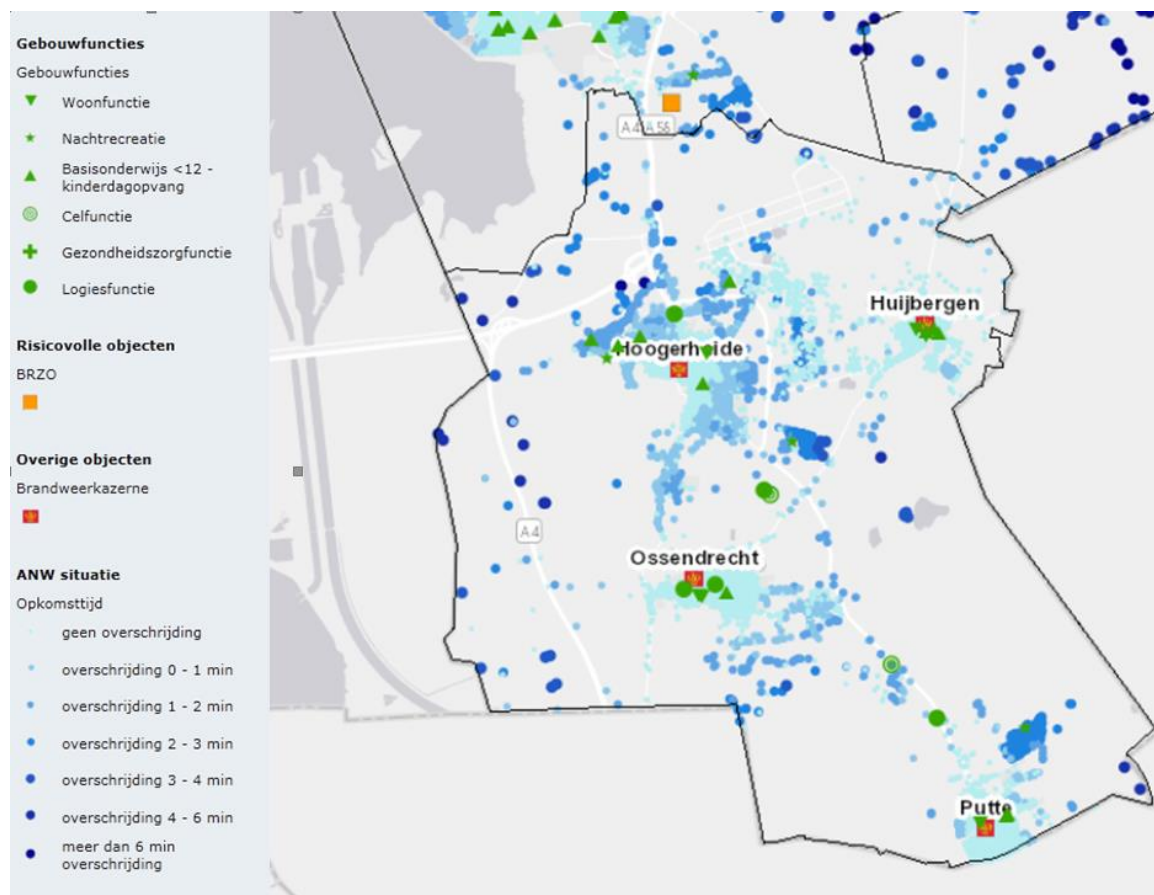 Gebouwfuncties
Gebouwfuncties
Woonfunctie
Nachtrecreatie
Basisonderwijs <12 -
kinderdagopvang
Celfunctie
Gezondheidszorgfunctie
Logiesfunctie
Risicovolle objecten
BRZO
Overige objecten
Brandweerkazerne
ANW situatie
Opkomsttijd
geen overschrijding
overschrijding 0 - 1 min
overschrijding 1 - 2 min
overschrijding 2 - 3 min
overschrijding 3 - 4 min
overschrijding 4 - 6 min
meer dan 6 min
overschrijding
A58
Huijbergen
Hoogerheide
A4
Ossendrecht
Putte